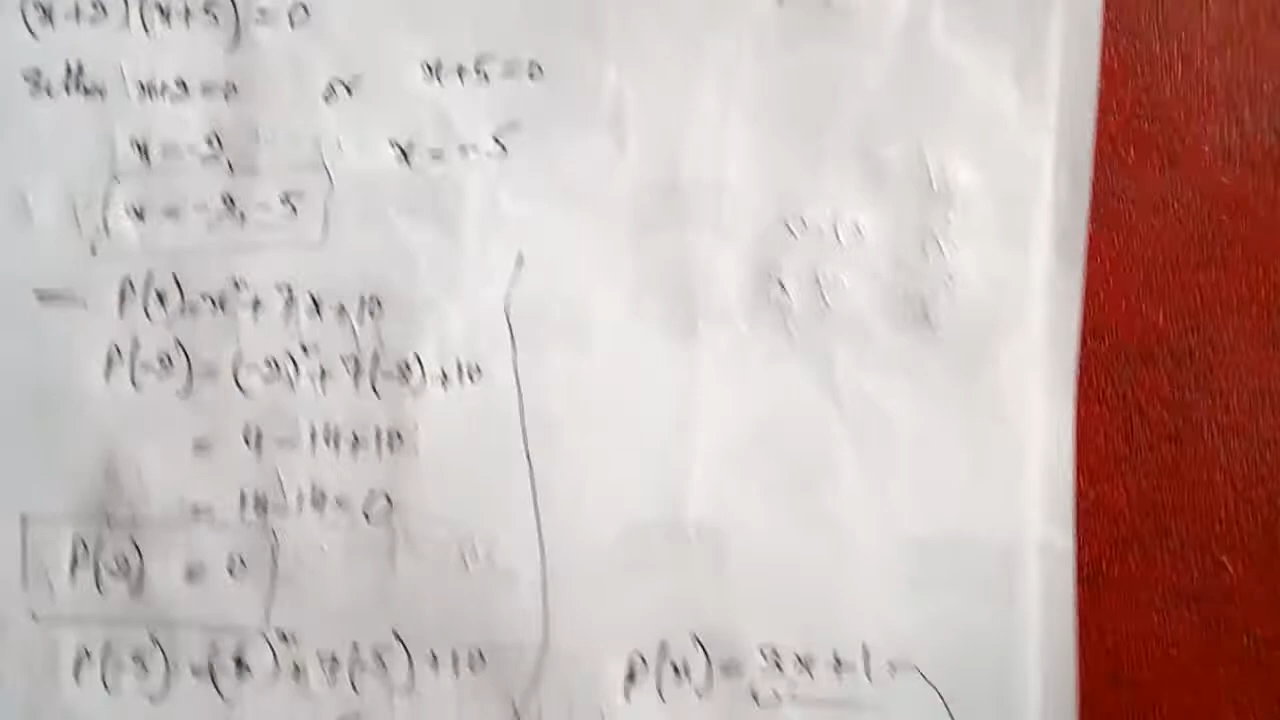 (x+2)(x+5)=0
Either x+2=0 or x+5=0
x=-2, x=-5
x=-2,-5
P(x)=x²+7x+10
P(-2)=(-2)²+7(-2)+10
= 4-14+10
= 14-14=0
P(-2) = 0
P(-5)=(-5)²+7(-5)+10
P(x)=2x+1